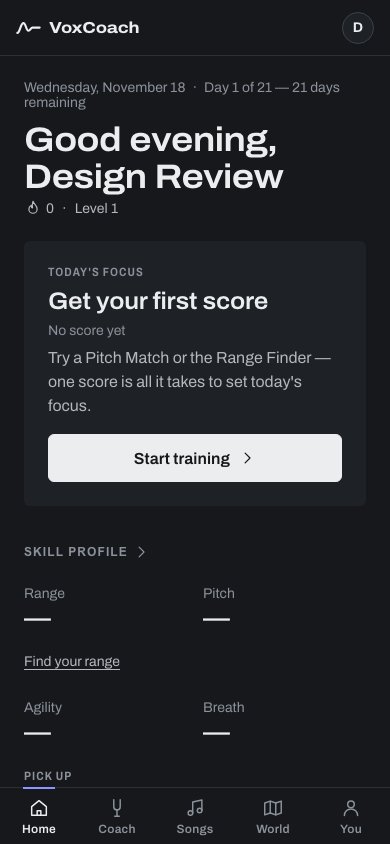 VoxCoach
D
Wednesday, November 18 · Day 1 of 21 — 21 days
remaining
Good evening,
Design Review
0 · Level 1
TODAY'S FOCUS
Get your first score
No score yet
Try a Pitch Match or the Range Finder —
one score is all it takes to set today's
focus.
Start training
SKILL PROFILE
Range Pitch
— —
Find your range
Agility Breath
— —
PICK UP
Home Coach Songs World You